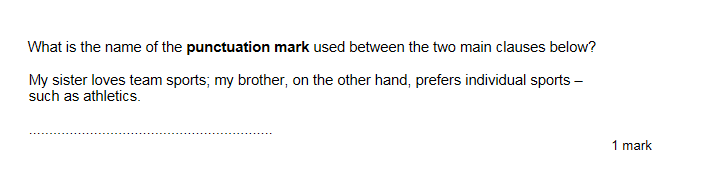 What is the name of the punctuation mark used between the two main clauses below?
My sister loves team sports; my brother, on the other hand, prefers individual sports –
such as athletics.
......................................................................
1 mark